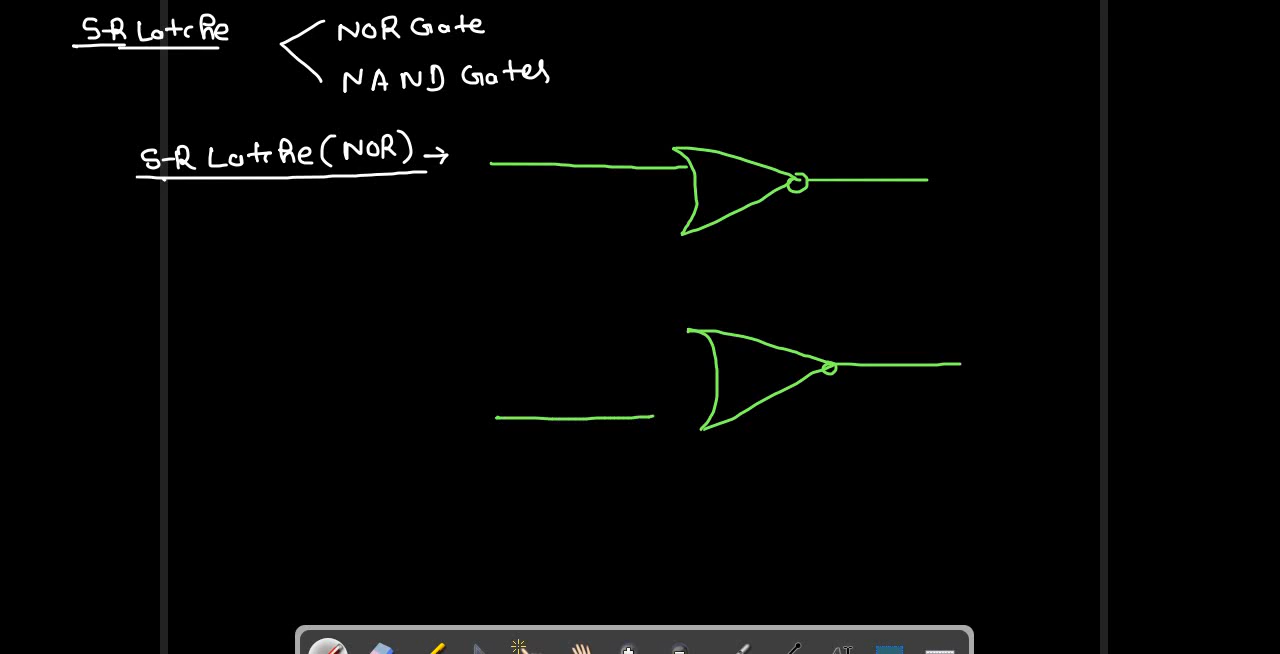 S-R Latche
NOR Gate
NAND Gates
S-R Latche (NOR) →